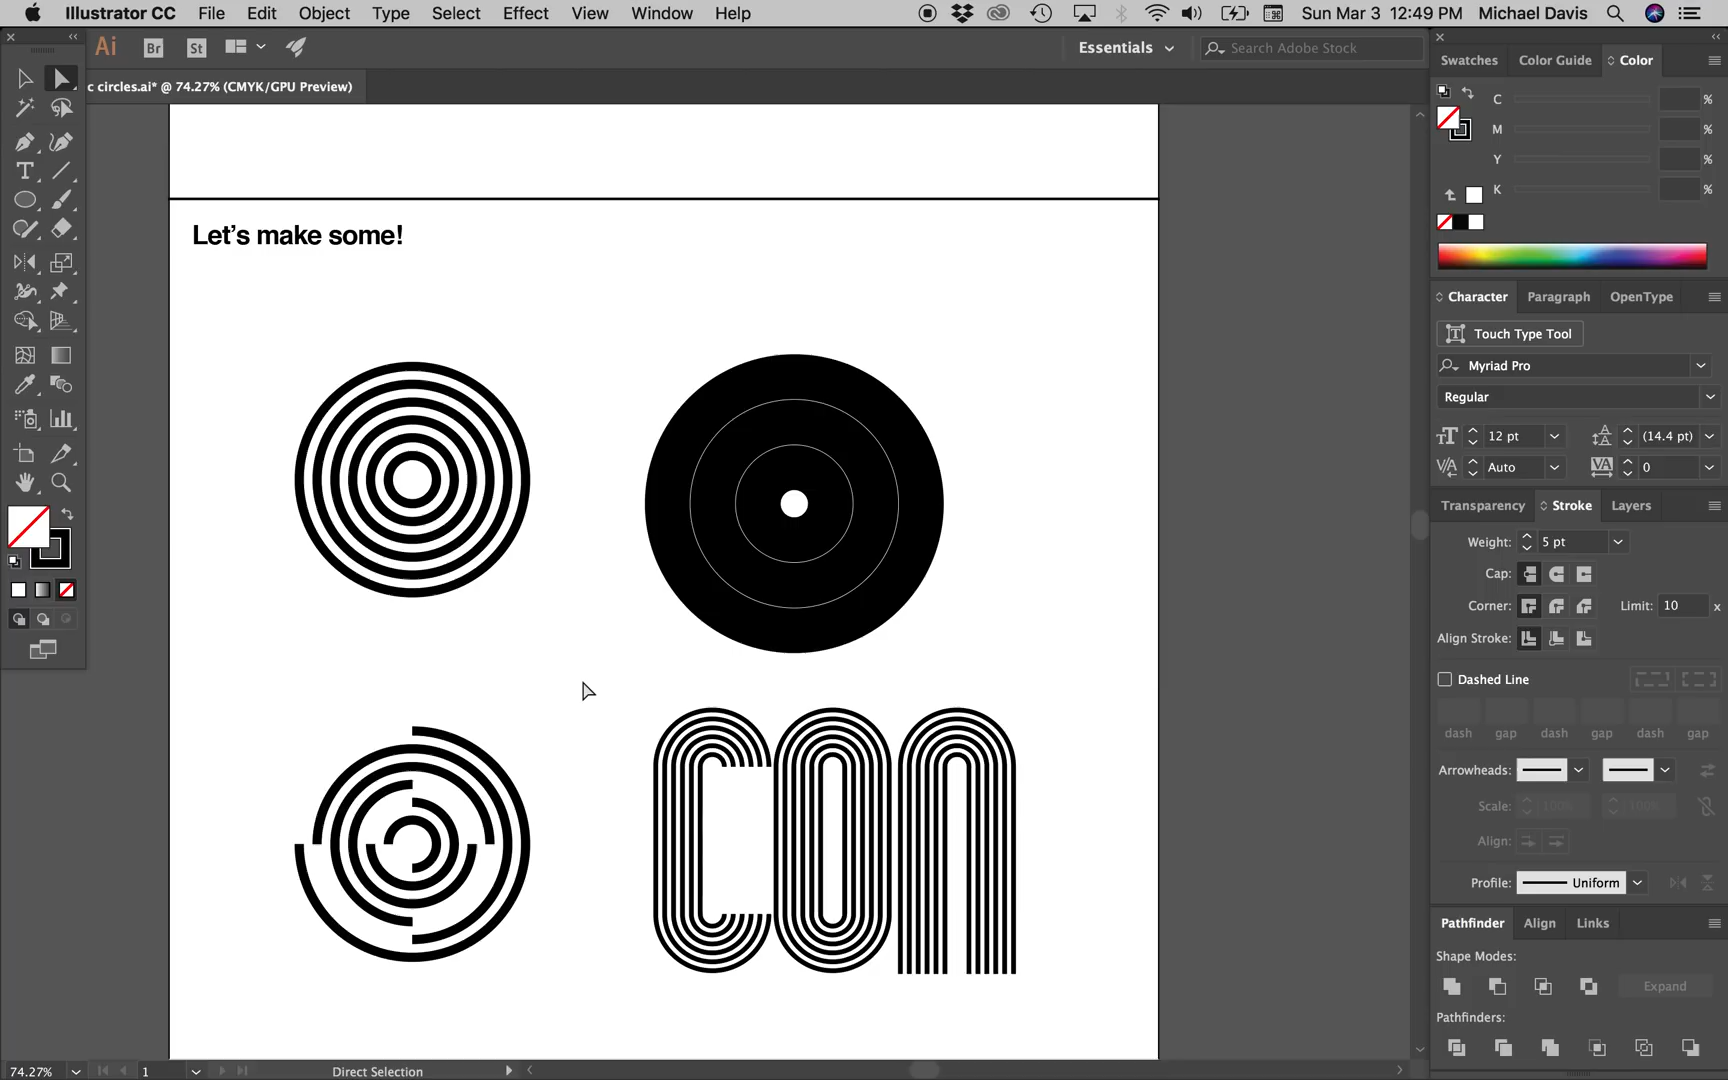 Illustrator CC File Edit Object Type Select Effect View Window Help Sun Mar 3 12:49 PM Michael Davis
Ai Br St Essentials Search Adobe Stock
c circles.ai* @ 74.27% (CMYK/GPU Preview)
Swatches Color Guide Color
C %
M %
Y %
K %
Let's make some!
Character Paragraph OpenType
Touch Type Tool
Myriad Pro
Regular
12 pt (14.4 pt)
Auto 0
Transparency Stroke Layers
Weight: 5 pt
Cap:
Corner: Limit: 10 x
Align Stroke:
Dashed Line
dash gap dash gap dash gap
Arrowheads:
Scale: 100% 100%
Align:
Profile: Uniform
con
Pathfinder Align Links
Shape Modes:
Expand
Pathfinders:
74.27% 1 Direct Selection